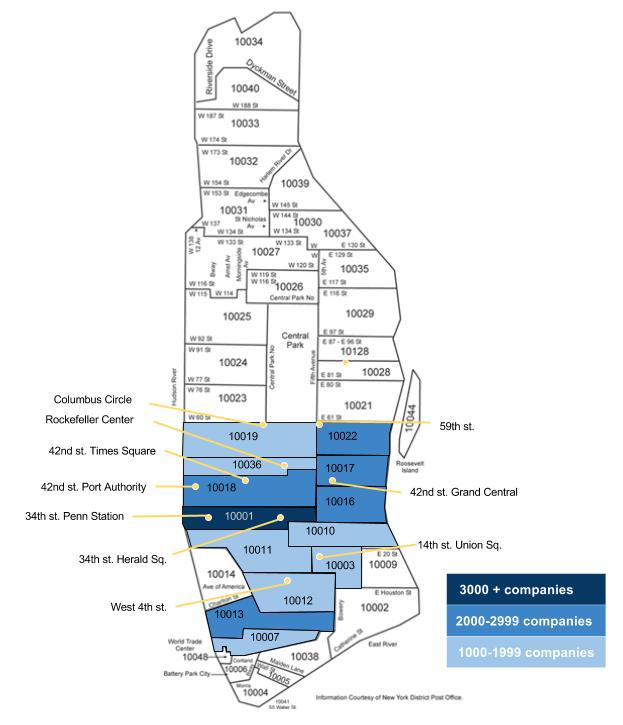 10034
Riverside Drive
Dyckman Street
10040
W 188 St
W 187 St
10033
W 174 St
W 173 St
10032
Harlem River Dr
W 154 St
10039
W 153 St
Edgecombe
Av
10031
W 145 St
W 144 St
St Nicholas
Av
10030
W 137
W 134 St
W 134 St
10037
W 138
12 Av
W 133 St
W 133 St
W
E 130 St
10027
W
E 129 St
Bway
Amst Av
Morningside
Av
W 120 St
5th Av
10035
W 119 St
W 116 St
W 116 St
10026
E 117 St
W 115
W 114
Central Park No
E 116 St
10025
10029
Central
Park
E 97 St
W 92 St
E 87 - E 96 St
W 91 St
10128
10024
Central Park No
Fifth Avenue
10028
W 77 St
E 81 St
W 76 St
E 80 St
Hudson River
10023
10021
10044
Columbus Circle
W 60 St
E 61 St
Rockefeller Center
59th st.
10019
10022
42nd st. Times Square
Roosevelt
Island
10036
10017
42nd st. Port Authority
10018
42nd st. Grand Central
10016
34th st. Penn Station
10001
10010
14th st. Union Sq.
34th st. Herald Sq.
10011
E 20 St
10003
10009
10014
Ave of America
E Houston St
Charlton St
10012
West 4th st.
Bowery
10002
10013
10007
Catherine St
East River
World Trade
Center
10048
10038
Cortland
Maiden Lane
Battery Park City
10006
Wall St
10005
Morris
10004
10041
55 Water St
3000 + companies
2000-2999 companies
1000-1999 companies
Information Courtesy of New York District Post Office.